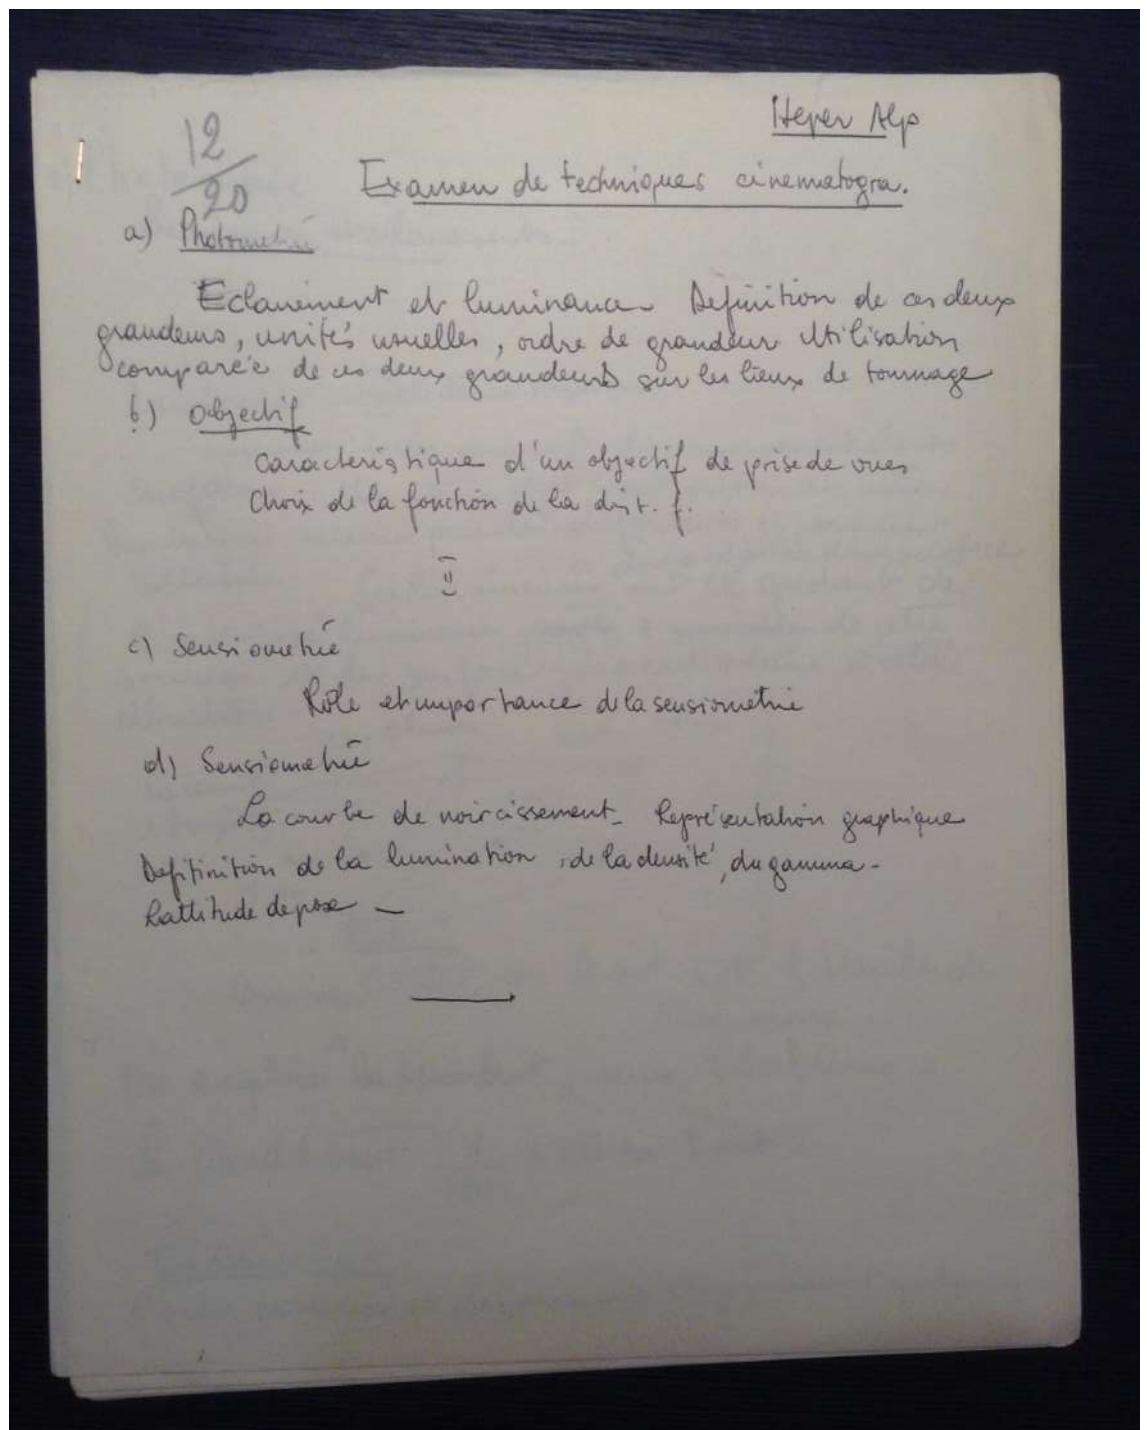 Heper Alp
12
20
Examen de techniques cinematogra.
a) Photometrie
Eclairement et luminance Definition de ces deux
grandeurs, unités usuelles, ordre de grandeur Utilisation
comparée de ces deux grandeurs sur les lieux de tournage
b) Objectif
Caracteristique d'un objectif de prise de vues
Choix de la fonction de la dist. f.
c) Sensiometrie
Rôle et importance de la sensiometrie
d) Sensiometrie
La courbe de noircissement_ Représentation graphique
Defitinition de la lumination, de la densité, du gamma-
Lattitude de pose _